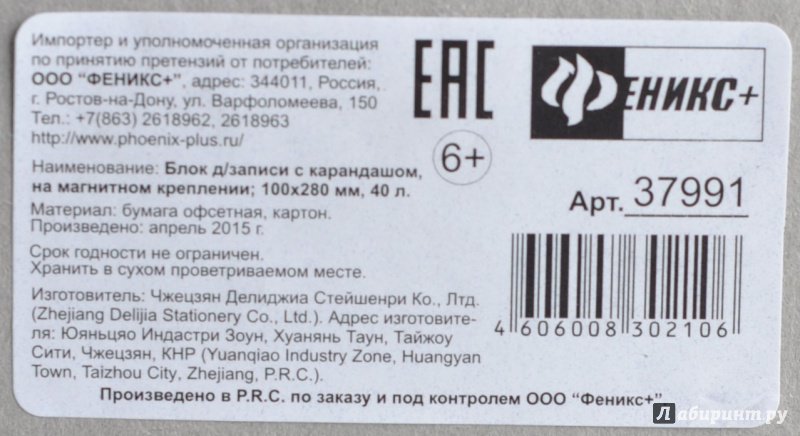 Импортер и уполномоченная организация
по принятию претензий от потребителей:
ООО "ФЕНИКС+", адрес: 344011, Россия,
г. Ростов-на-Дону, ул. Варфоломеева, 150
Тел.: +7(863) 2618962, 2618963
http://www.phoenix-plus.ru/
EAC
ФЕНИКС+
6+
Наименование: Блок д/записи с карандашом,
на магнитном креплении; 100х280 мм, 40 л.
Арт. 37991
Материал: бумага офсетная, картон.
Произведено: апрель 2015 г.
Срок годности не ограничен.
Хранить в сухом проветриваемом месте.
Изготовитель: Чжецзян Делиджиа Стейшенри Ко., Лтд.
(Zhejiang Delijia Stationery Co., Ltd.). Адрес изготовите-
ля: Юяньцяо Индастри Зоун, Хуанянь Таун, Тайжоу
Сити, Чжецзян, КНР (Yuanqiao Industry Zone, Huangyan
Town, Taizhou City, Zhejiang, P.R.C.).
4 606008 302106
Произведено в P.R.C. по заказу и под контролем ООО "Феникс+"
Лабиринт.ру